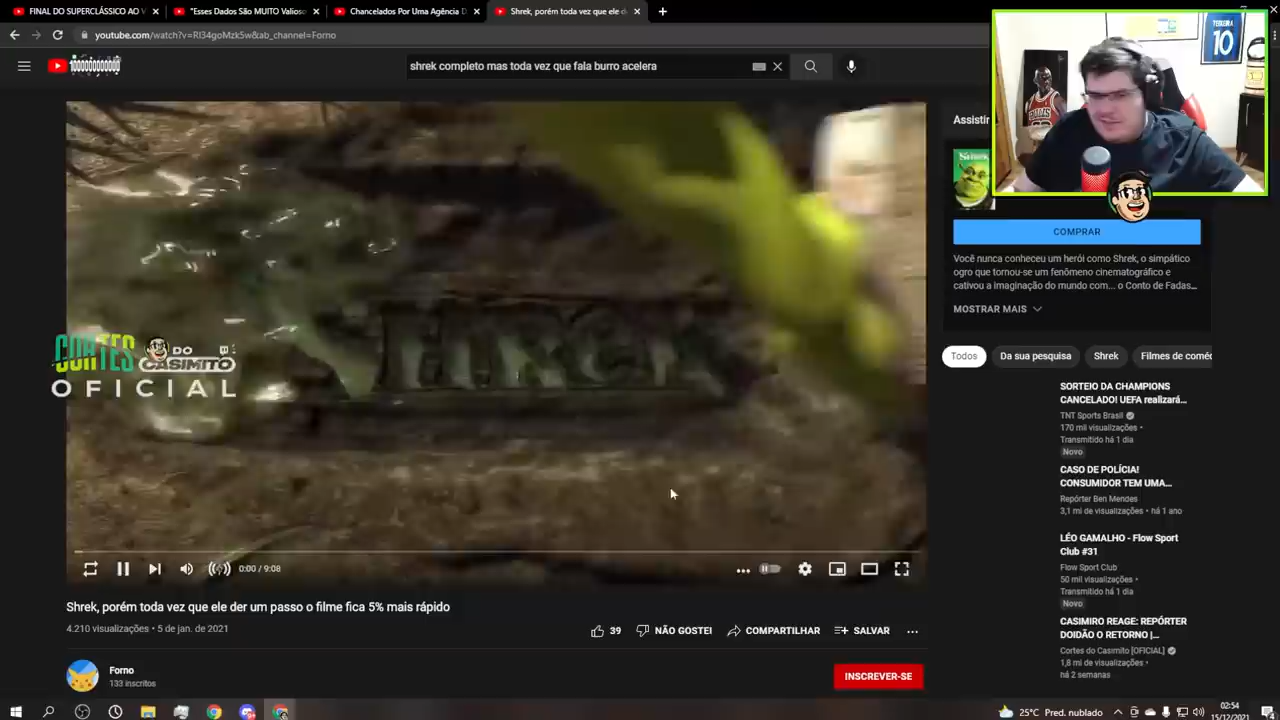 FINAL DO SUPERCLÁSSICO AO V
"Esses Dados São MUITO Valioso
Chancelados Por Uma Agência D
Shrek, porém toda vez que ele d
youtube.com/watch?v=RI34goMzk5w&ab_channel=Forno
shrek completo mas toda vez que fala burro acelera
TEIXEIRA
10
SHREK
CORTES
DO
CASIMITO
OFICIAL
0:00 / 9:08
Shrek, porém toda vez que ele der um passo o filme fica 5% mais rápido
4.210 visualizações • 5 de jan. de 2021
39
NÃO GOSTEI
COMPARTILHAR
SALVAR
Forno
133 inscritos
INSCREVER-SE
Assistir
COMPRAR
Você nunca conheceu um herói como Shrek, o simpático
ogro que tornou-se um fenômeno cinematográfico e
cativou a imaginação do mundo com... o Conto de Fadas...
MOSTRAR MAIS
Todos
Da sua pesquisa
Shrek
Filmes de coméd
SORTEIO DA CHAMPIONS
CANCELADO! UEFA realizará...
TNT Sports Brasil
170 mil visualizações •
Transmitido há 1 dia
Novo
CASO DE POLÍCIA!
CONSUMIDOR TEM UMA...
Repórter Ben Mendes
3,1 mi de visualizações • há 1 ano
LÉO GAMALHO - Flow Sport
Club #31
Flow Sport Club
50 mil visualizações •
Transmitido há 1 dia
Novo
CASIMIRO REAGE: REPÓRTER
DOIDÃO O RETORNO |...
Cortes do Casimito [OFICIAL]
1,8 mi de visualizações •
há 2 semanas
25°C Pred. nublado
02:54
15/12/2021